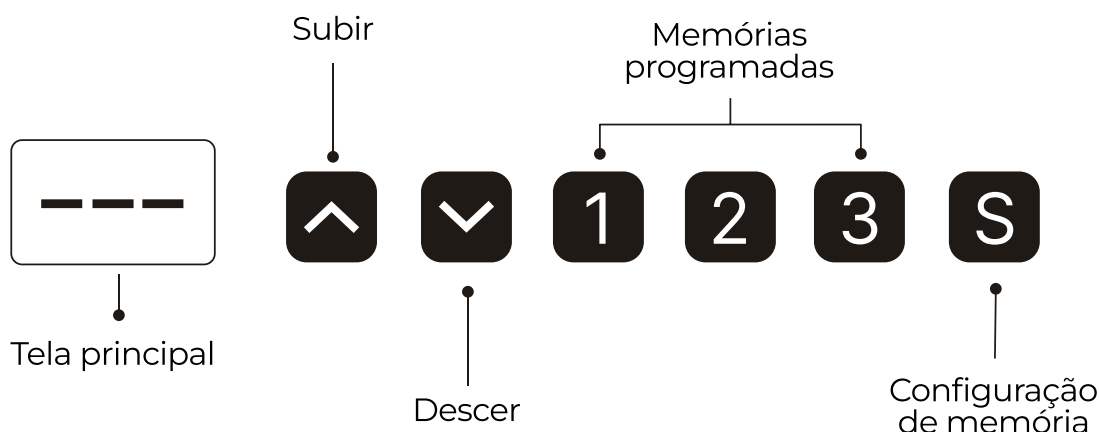 Subir
Memórias
programadas
1
2
3
S
Tela principal
Descer
Configuração
de memória